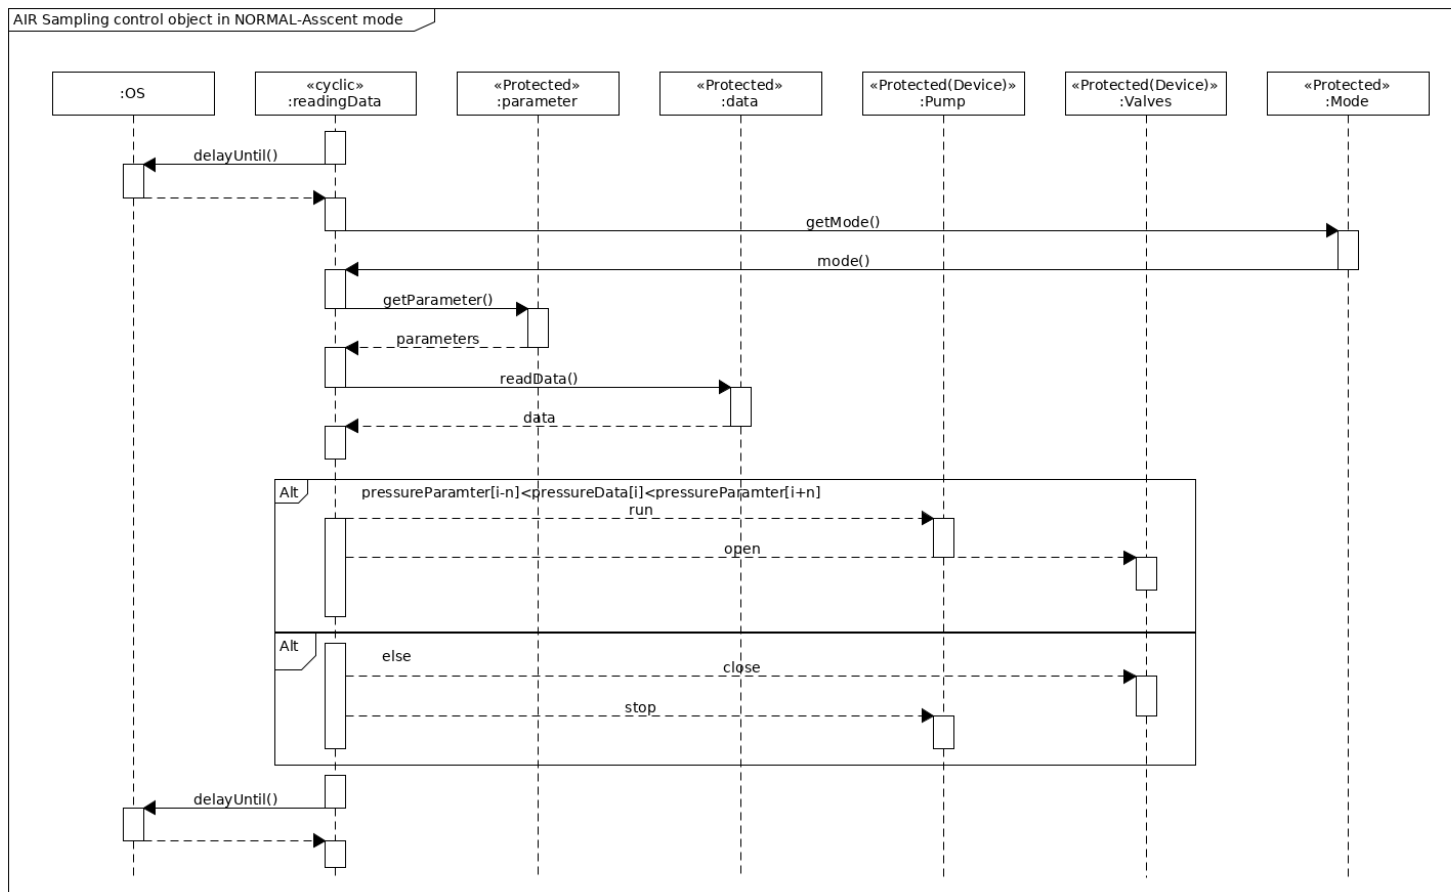 AIR Sampling control object in NORMAL-Asscent mode
:OS
«cyclic»
:readingData
«Protected»
:parameter
«Protected»
:data
«Protected(Device)»
:Pump
«Protected(Device)»
:Valves
«Protected»
:Mode
delayUntil()
getMode()
mode()
getParameter()
parameters
readData()
data
Alt
pressureParamter[i-n]<pressureData[i]<pressureParamter[i+n]
run
open
Alt
else
close
stop
delayUntil()